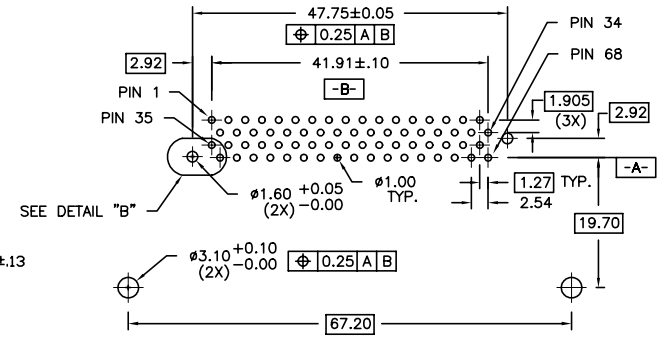 47.75±0.05
⌖ 0.25 A B
2.92
41.91±.10
-B-
PIN 34
PIN 68
PIN 1
PIN 35
1.905
(3X)
2.92
-A-
ø1.60 +0.05
(2X) -0.00
ø1.00
TYP.
1.27 TYP.
2.54
SEE DETAIL "B"
19.70
±.13
ø3.10 +0.10
(2X) -0.00
⌖ 0.25 A B
67.20